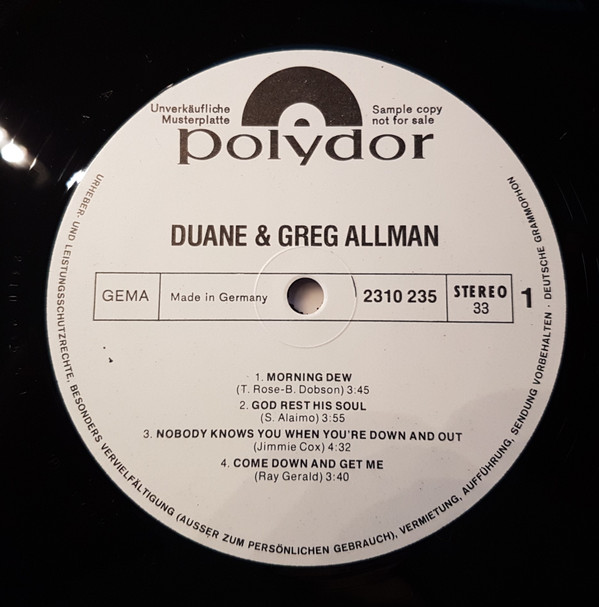 Unverkäufliche
Musterplatte
Sample copy
not for sale
polydor
DUANE & GREG ALLMAN
GEMA
Made in Germany
2310 235
STEREO
33
1
1. MORNING DEW
(T. Rose-B. Dobson) 3:45
2. GOD REST HIS SOUL
(S. Alaimo) 3:55
3. NOBODY KNOWS YOU WHEN YOU'RE DOWN AND OUT
(Jimmie Cox) 4:32
4. COME DOWN AND GET ME
(Ray Gerald) 3:40
URHEBER- UND LEISTUNGSSCHUTZRECHTE, BESONDERS VERVIELFÄLTIGUNG (AUSSER ZUM PERSÖNLICHEN GEBRAUCH), VERMIETUNG, AUFFÜHRUNG, SENDUNG VORBEHALTEN · DEUTSCHE GRAMMOPHON